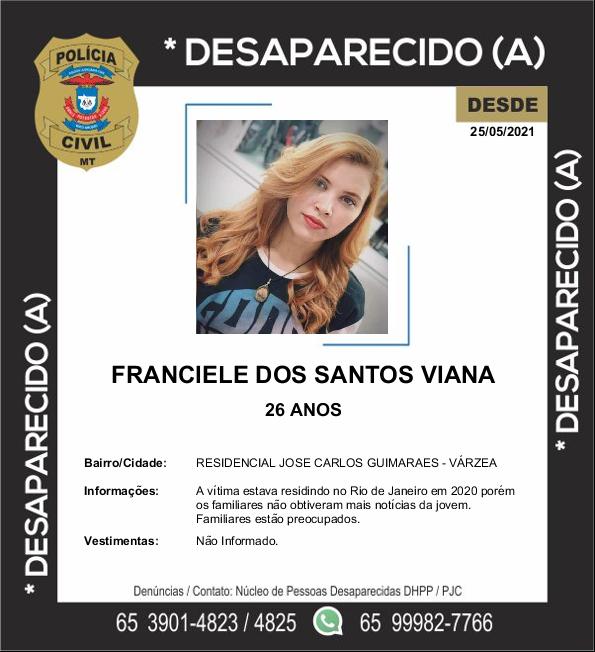 * DESAPARECIDO (A)
POLÍCIA
CIVIL
MT
DESDE
25/05/2021
* DESAPARECIDO (A)
* DESAPARECIDO (A)
FRANCIELE DOS SANTOS VIANA
26 ANOS
Bairro/Cidade: RESIDENCIAL JOSE CARLOS GUIMARAES - VÁRZEA
Informações: A vítima estava residindo no Rio de Janeiro em 2020 porém
os familiares não obtiveram mais notícias da jovem.
Familiares estão preocupados.
Vestimentas: Não Informado.
Denúncias / Contato: Núcleo de Pessoas Desaparecidas DHPP / PJC
65 3901-4823 / 4825 65 99982-7766